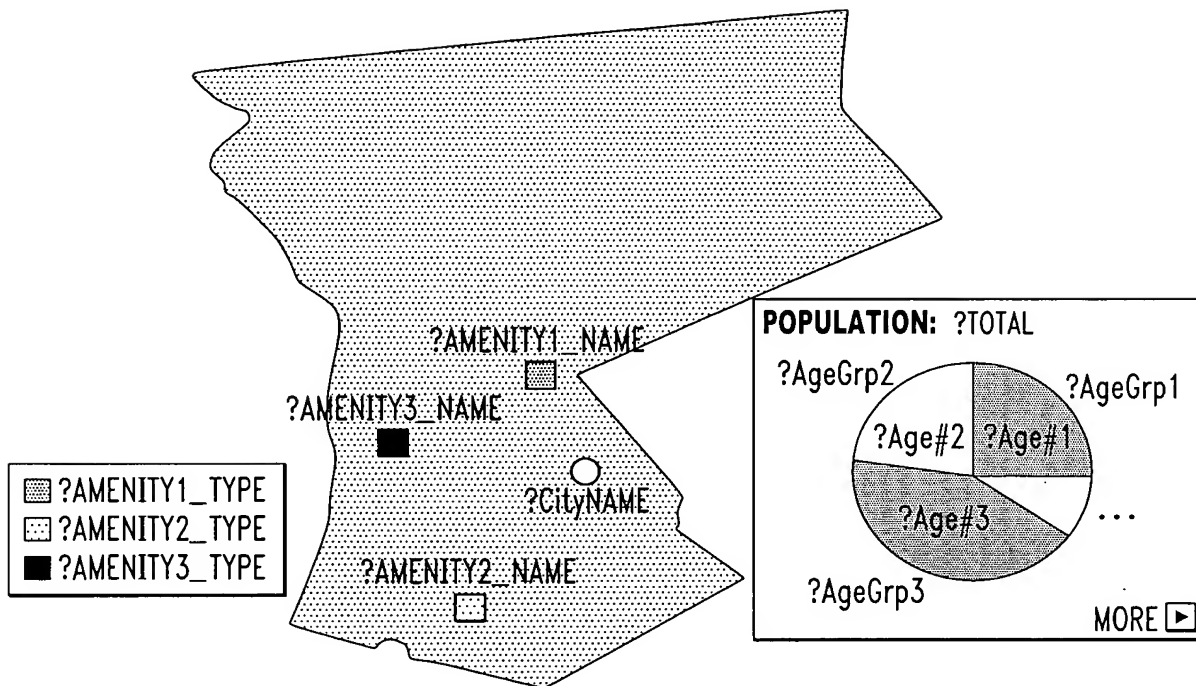 ?AMENITY1_NAME
?AMENITY3_NAME
?CityNAME
?AMENITY2_NAME
?AMENITY1_TYPE
?AMENITY2_TYPE
?AMENITY3_TYPE
POPULATION: ?TOTAL
?AgeGrp2
?AgeGrp1
?Age#2
?Age#1
...
?Age#3
?AgeGrp3
MORE